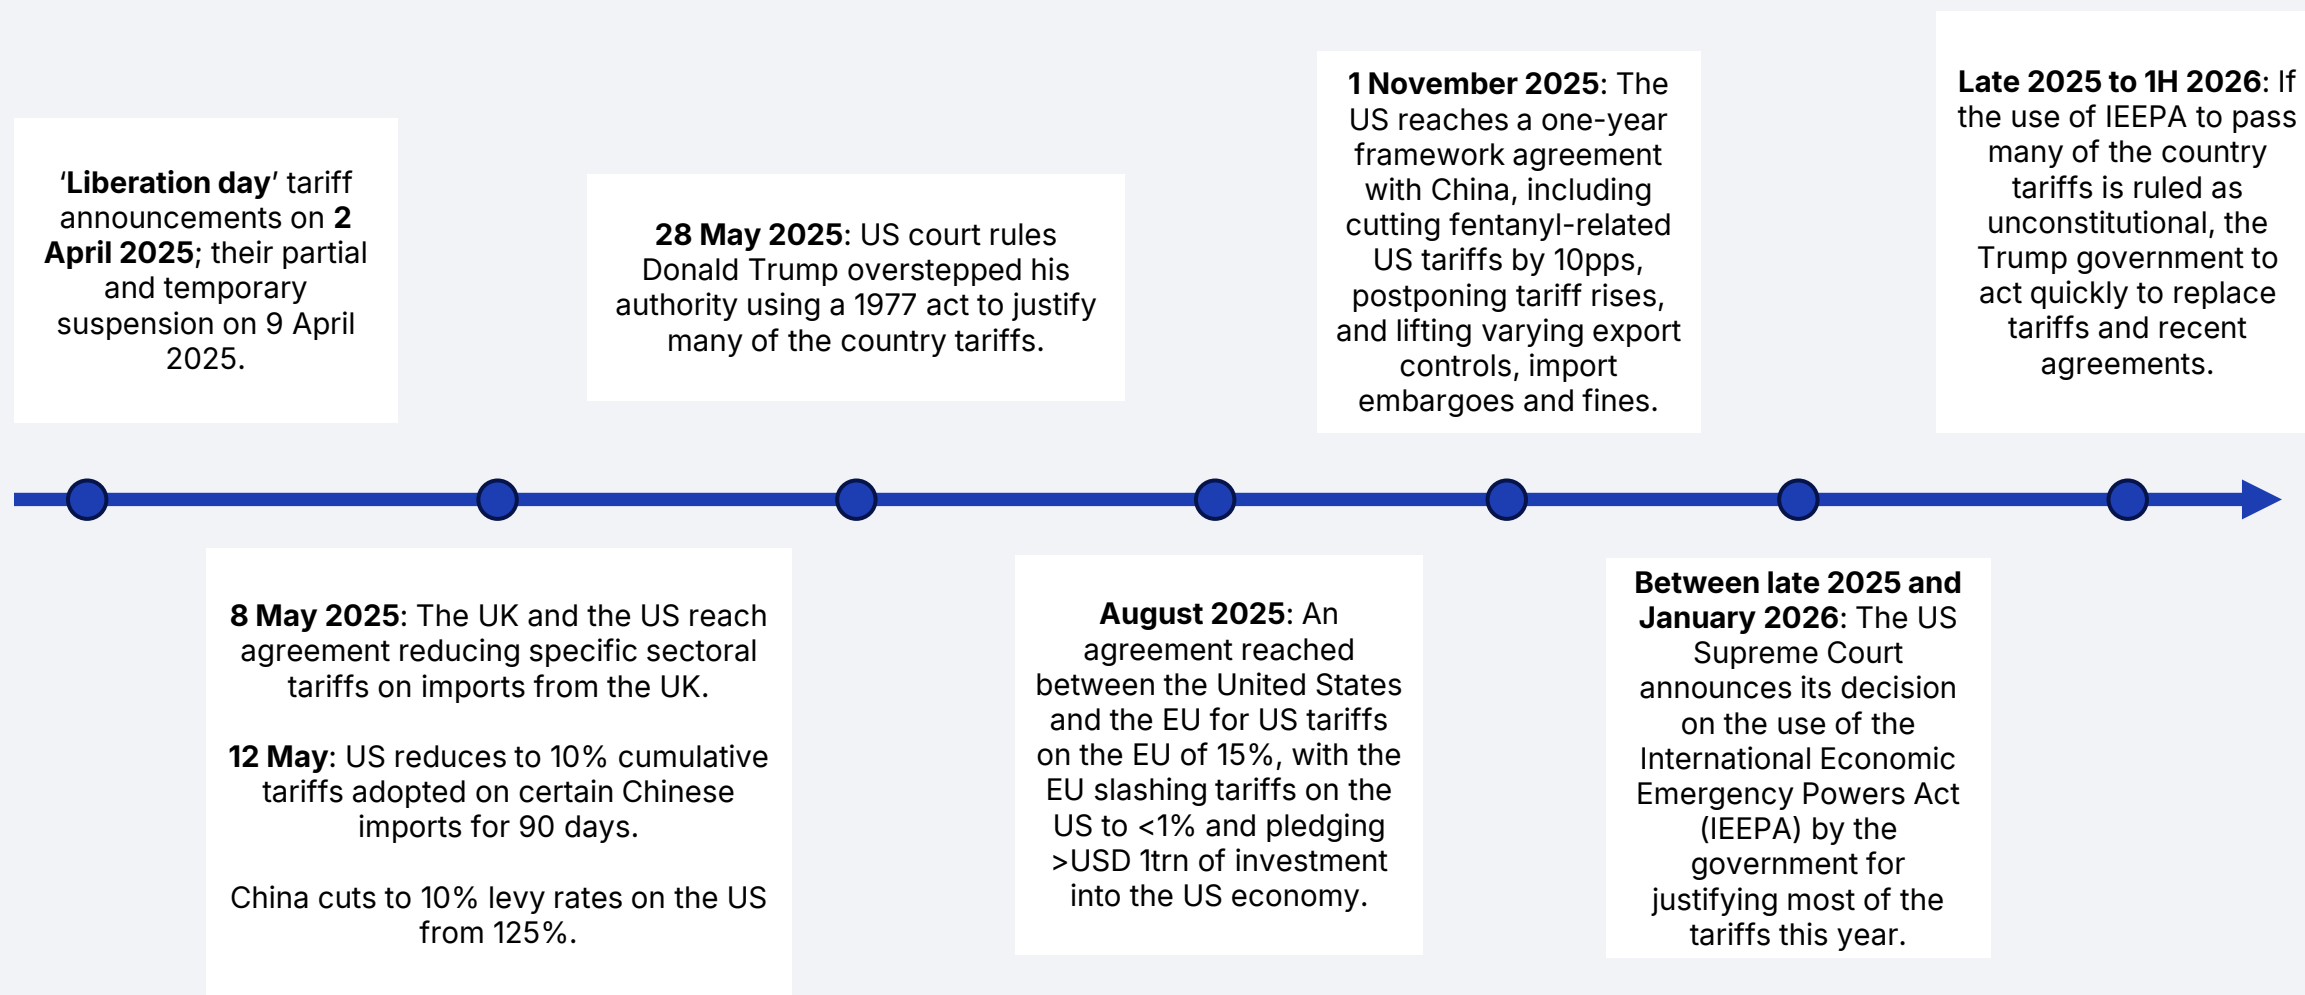 ‘Liberation day’ tariff
announcements on 2
April 2025; their partial
and temporary
suspension on 9 April
2025.
8 May 2025: The UK and the US reach
agreement reducing specific sectoral
tariffs on imports from the UK.
12 May: US reduces to 10% cumulative
tariffs adopted on certain Chinese
imports for 90 days.
China cuts to 10% levy rates on the US
from 125%.
28 May 2025: US court rules
Donald Trump overstepped his
authority using a 1977 act to justify
many of the country tariffs.
August 2025: An
agreement reached
between the United States
and the EU for US tariffs
on the EU of 15%, with the
EU slashing tariffs on the
US to <1% and pledging
>USD 1trn of investment
into the US economy.
1 November 2025: The
US reaches a one-year
framework agreement
with China, including
cutting fentanyl-related
US tariffs by 10pps,
postponing tariff rises,
and lifting varying export
controls, import
embargoes and fines.
Between late 2025 and
January 2026: The US
Supreme Court
announces its decision
on the use of the
International Economic
Emergency Powers Act
(IEEPA) by the
government for
justifying most of the
tariffs this year.
Late 2025 to 1H 2026: If
the use of IEEPA to pass
many of the country
tariffs is ruled as
unconstitutional, the
Trump government to
act quickly to replace
tariffs and recent
agreements.